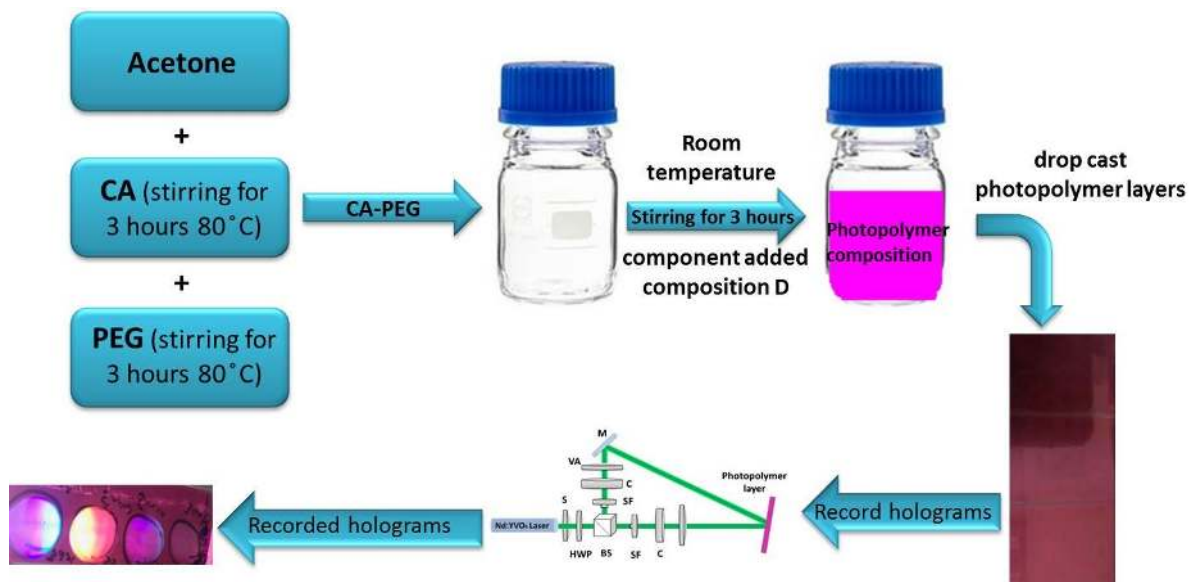 Acetone
+
CA (stirring for
3 hours 80˚C)
+
PEG (stirring for
3 hours 80˚C)
CA-PEG
Room
temperature
Stirring for 3 hours
component added
composition D
Photopolymer
composition
drop cast
photopolymer layers
Record holograms
M
VA
C
SF
S
Nd:YVO₄ Laser
HWP
BS
SF
C
Photopolymer
layer
Recorded holograms